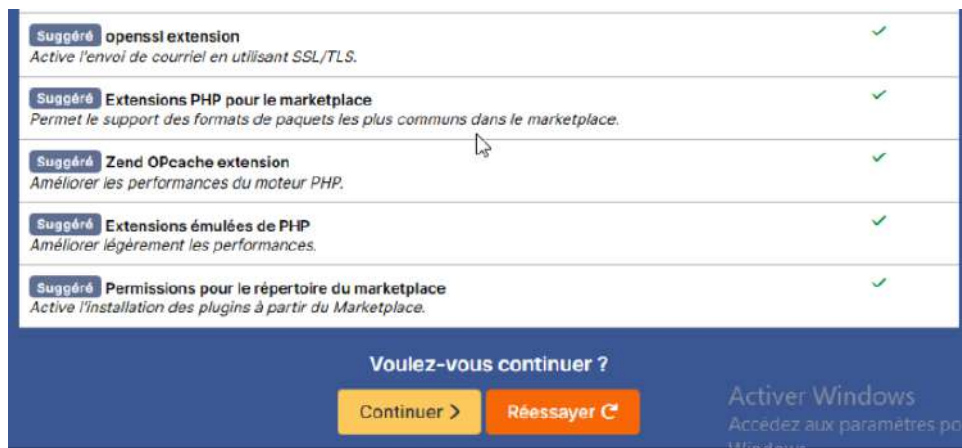 Suggéré openssl extension
Active l'envoi de courriel en utilisant SSL/TLS.
Suggéré Extensions PHP pour le marketplace
Permet le support des formats de paquets les plus communs dans le marketplace.
Suggéré Zend OPcache extension
Améliorer les performances du moteur PHP.
Suggéré Extensions émulées de PHP
Améliorer légèrement les performances.
Suggéré Permissions pour le répertoire du marketplace
Active l'installation des plugins à partir du Marketplace.
Voulez-vous continuer ?
Continuer >
Réessayer
Activer Windows
Accédez aux paramètres po
Windows